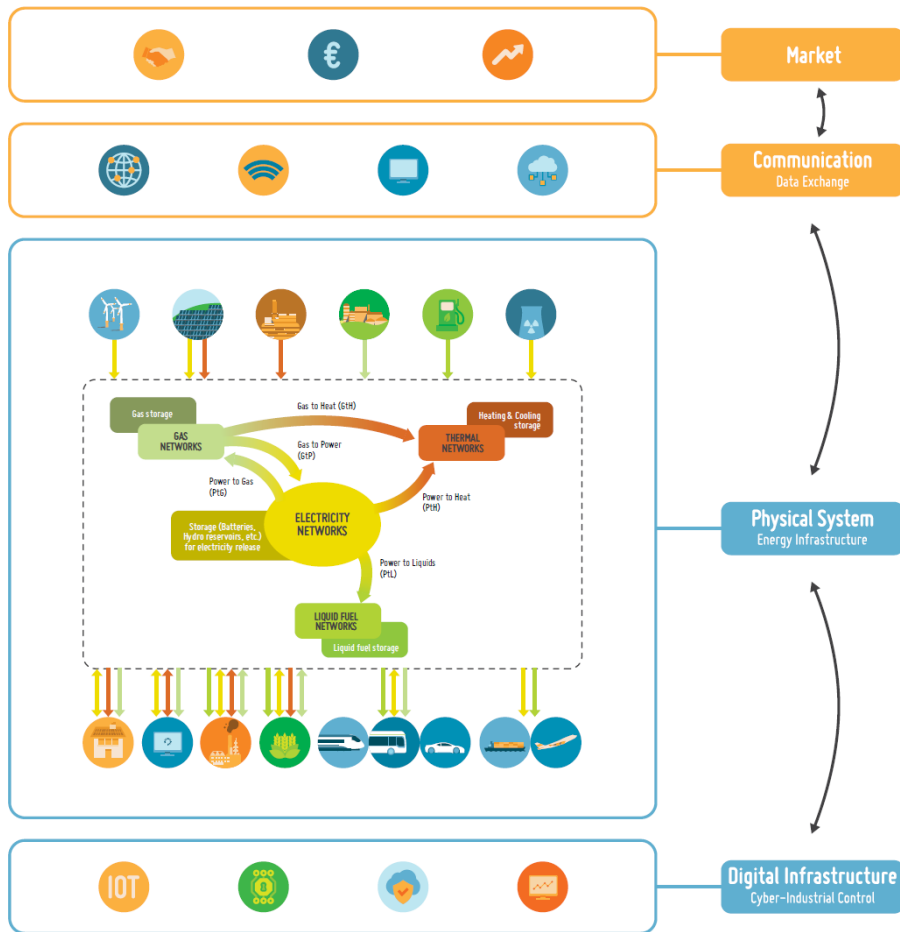 €
Market
Communication
Data Exchange
Gas storage
GAS
NETWORKS
Gas to Heat (GtH)
Heating & Cooling
storage
THERMAL
NETWORKS
Gas to Power
(GtP)
Power to Gas
(PtG)
Power to Heat
(PtH)
ELECTRICITY
NETWORKS
Storage (Batteries,
Hydro reservoirs, etc.)
for electricity release
Power to Liquids
(PtL)
LIQUID FUEL
NETWORKS
Liquid fuel storage
Physical System
Energy Infrastructure
IOT
Digital Infrastructure
Cyber-Industrial Control